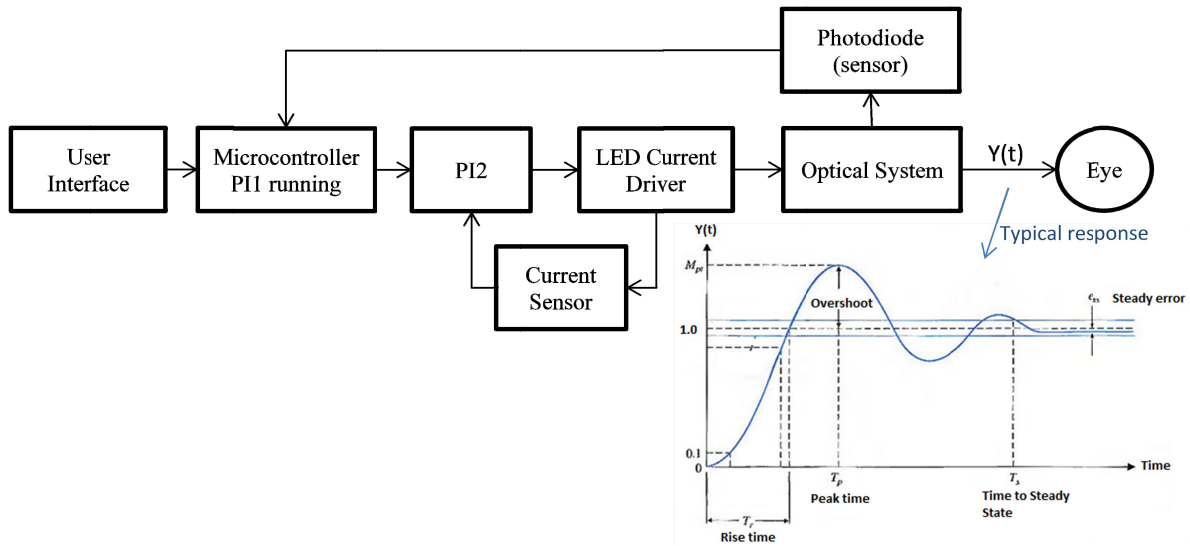 Photodiode
(sensor)
User
Interface
Microcontroller
PI1 running
PI2
LED Current
Driver
Optical System
Y(t)
Eye
Current
Sensor
Typical response
Y(t)
Mpt
Overshoot
ess Steady error
1.0
0.1
0
Time
Tp
Peak time
Ts
Time to Steady
State
Tr
Rise time